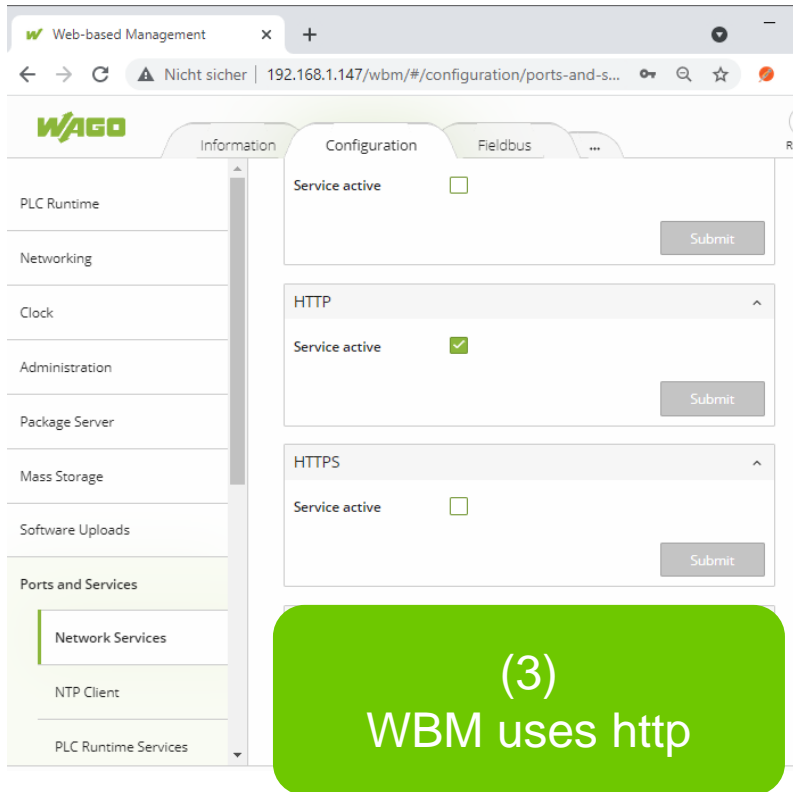 Web-based Management
Nicht sicher | 192.168.1.147/wbm/#/configuration/ports-and-s...
WAGO
Information
Configuration
Fieldbus
...
R
PLC Runtime
Networking
Clock
Administration
Package Server
Mass Storage
Software Uploads
Ports and Services
Network Services
NTP Client
PLC Runtime Services
Service active
Submit
HTTP
Service active
Submit
HTTPS
Service active
Submit
(3)
WBM uses http